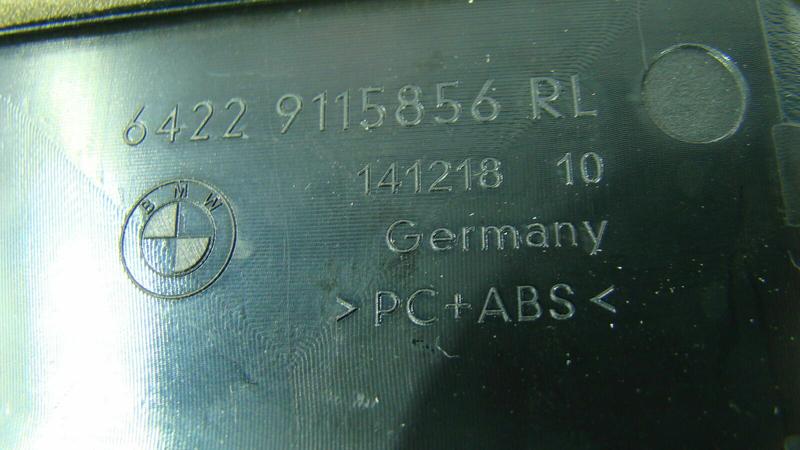 6422 9115856 RL
141218 10
BMW
Germany
>PC+ABS<